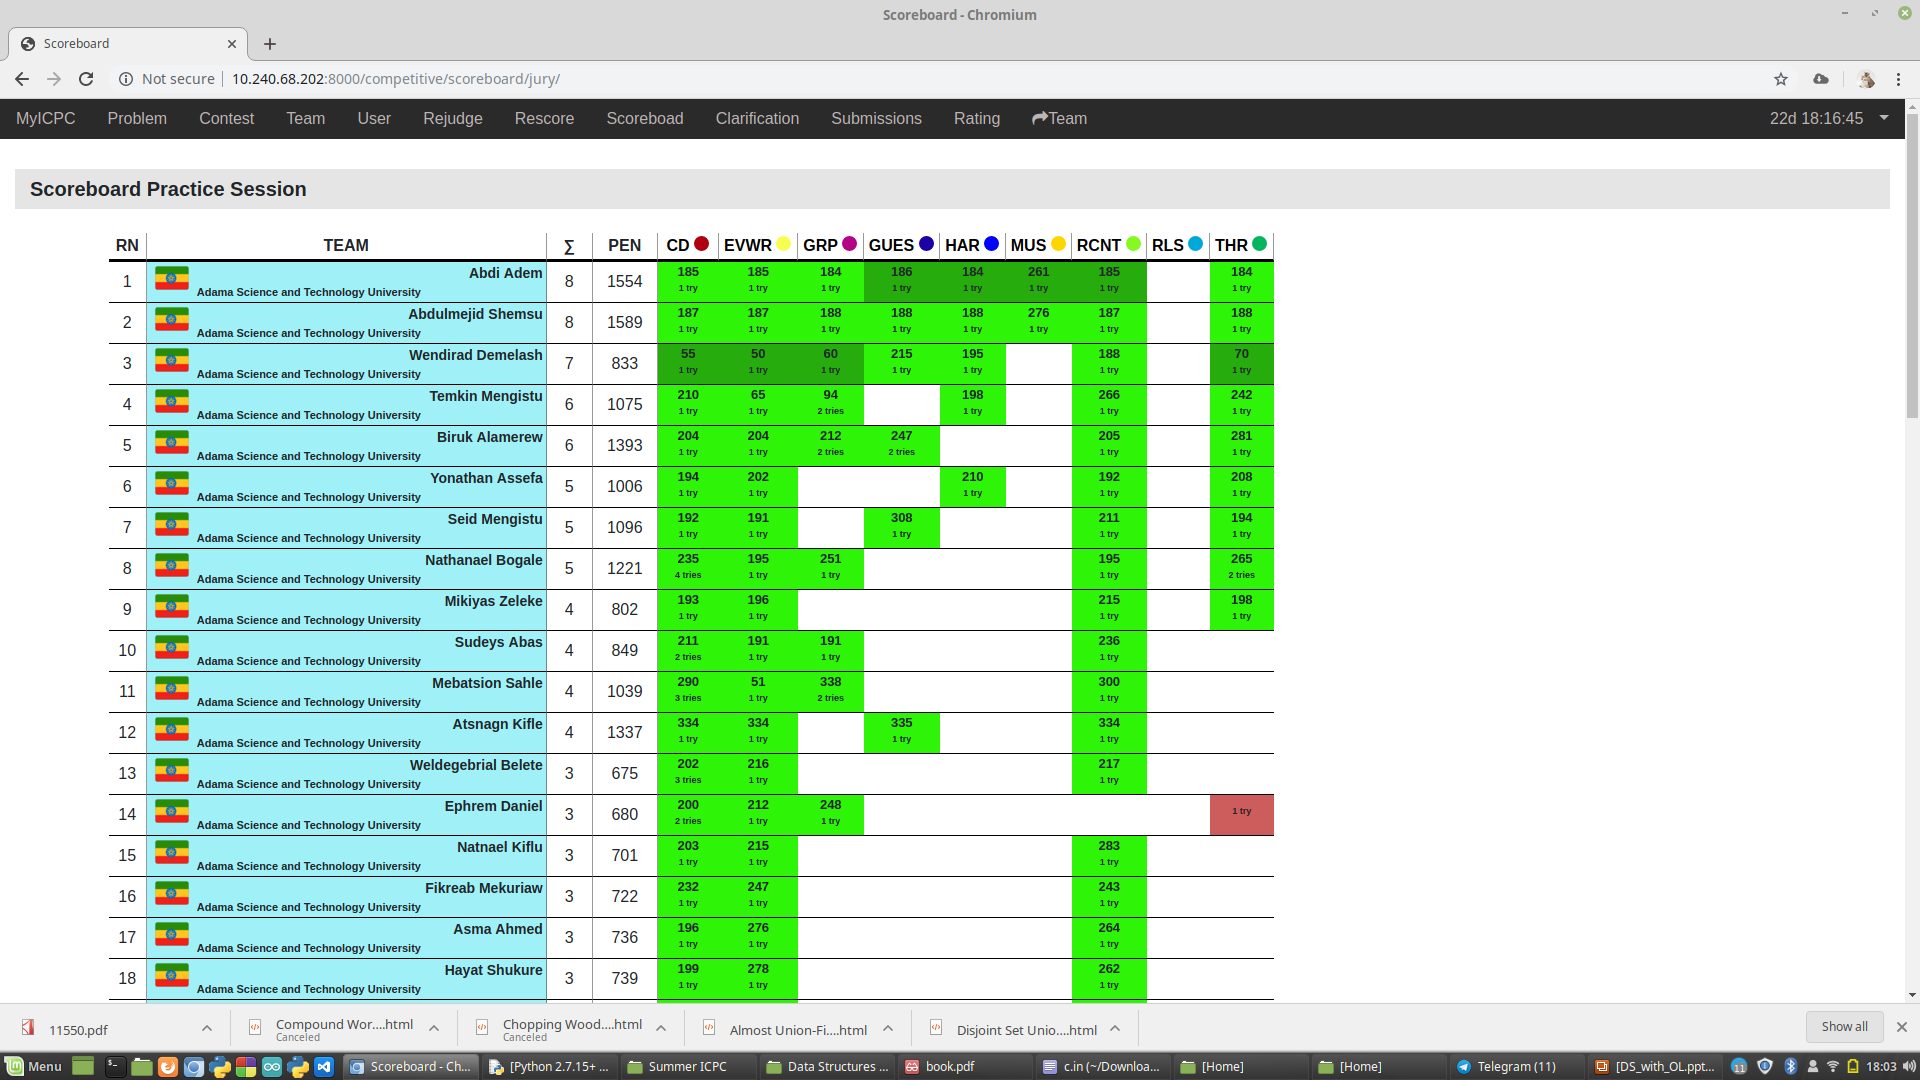 Scoreboard - Chromium
Scoreboard
Not secure 10.240.68.202:8000/competitive/scoreboard/jury/
MyICPC Problem Contest Team User Rejudge Rescore Scoreboad Clarification Submissions Rating Team 22d 18:16:45
Scoreboard Practice Session
RN TEAM ∑ PEN CD EVWR GRP GUES HAR MUS RCNT RLS THR
1 Abdi Adem 8 1554 185 185 184 186 184 261 185 184
Adama Science and Technology University 1 try 1 try 1 try 1 try 1 try 1 try 1 try 1 try
2 Abdulmejid Shemsu 8 1589 187 187 188 188 188 276 187 188
Adama Science and Technology University 1 try 1 try 1 try 1 try 1 try 1 try 1 try 1 try
3 Wendirad Demelash 7 833 55 50 60 215 195 188 70
Adama Science and Technology University 1 try 1 try 1 try 1 try 1 try 1 try 1 try
4 Temkin Mengistu 6 1075 210 65 94 198 266 242
Adama Science and Technology University 1 try 1 try 2 tries 1 try 1 try 1 try
5 Biruk Alamerew 6 1393 204 204 212 247 205 281
Adama Science and Technology University 1 try 1 try 2 tries 2 tries 1 try 1 try
6 Yonathan Assefa 5 1006 194 202 210 192 208
Adama Science and Technology University 1 try 1 try 1 try 1 try 1 try
7 Seid Mengistu 5 1096 192 191 308 211 194
Adama Science and Technology University 1 try 1 try 1 try 1 try 1 try
8 Nathanael Bogale 5 1221 235 195 251 195 265
Adama Science and Technology University 4 tries 1 try 1 try 1 try 2 tries
9 Mikiyas Zeleke 4 802 193 196 215 198
Adama Science and Technology University 1 try 1 try 1 try 1 try
10 Sudeys Abas 4 849 211 191 191 236
Adama Science and Technology University 2 tries 1 try 1 try 1 try
11 Mebatsion Sahle 4 1039 290 51 338 300
Adama Science and Technology University 3 tries 1 try 2 tries 1 try
12 Atsnagn Kifle 4 1337 334 334 335 334
Adama Science and Technology University 1 try 1 try 1 try 1 try
13 Weldegebrial Belete 3 675 202 216 217
Adama Science and Technology University 3 tries 1 try 1 try
14 Ephrem Daniel 3 680 200 212 248
Adama Science and Technology University 2 tries 1 try 1 try 1 try
15 Natnael Kiflu 3 701 203 215 283
Adama Science and Technology University 1 try 1 try 1 try
16 Fikreab Mekuriaw 3 722 232 247 243
Adama Science and Technology University 1 try 1 try 1 try
17 Asma Ahmed 3 736 196 276 264
Adama Science and Technology University 1 try 1 try 1 try
18 Hayat Shukure 3 739 199 278 262
Adama Science and Technology University 1 try 1 try 1 try
11550.pdf Compound Wor....html Chopping Wood....html Almost Union-Fi....html Disjoint Set Unio....html Show all
Canceled Canceled
Menu Scoreboard - Ch... [Python 2.7.15+ ... Summer ICPC Data Structures ... book.pdf c.in (~/Downloa... [Home] [Home] Telegram (11) [DS_with_OL.ppt... 11 18:03